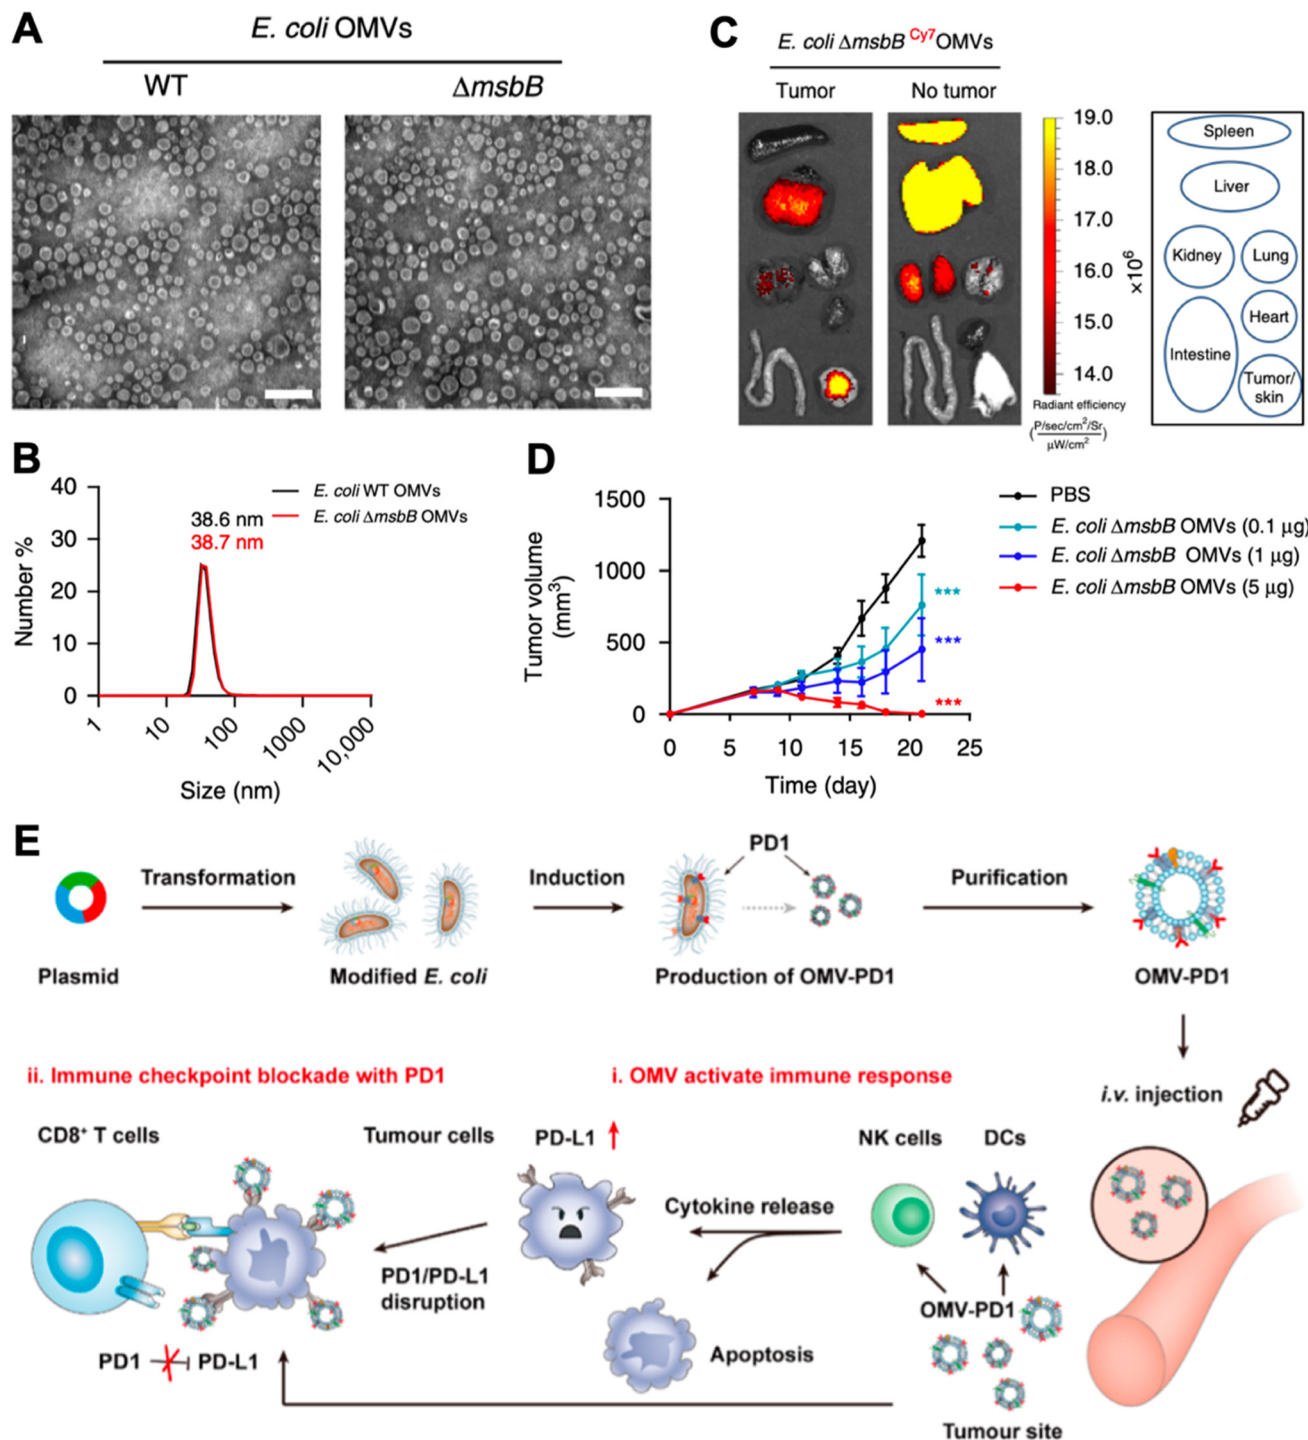 A
E. coli OMVs
WT
ΔmsbB
B
40
30
20
10
0
Number %
38.6 nm
38.7 nm
E. coli WT OMVs
E. coli ΔmsbB OMVs
1
10
100
1000
10,000
Size (nm)
C
E. coli ΔmsbB Cy7OMVs
Tumor
No tumor
19.0
18.0
17.0
16.0
15.0
14.0
×10⁶
Radiant efficiency
(P/sec/cm²/Sr
μW/cm²)
Spleen
Liver
Kidney
Lung
Heart
Intestine
Tumor/
skin
D
1500
1000
500
0
Tumor volume
(mm³)
0
5
10
15
20
25
Time (day)
***
***
***
PBS
E. coli ΔmsbB OMVs (0.1 μg)
E. coli ΔmsbB OMVs (1 μg)
E. coli ΔmsbB OMVs (5 μg)
E
Transformation
Induction
PD1
Purification
Plasmid
Modified E. coli
Production of OMV-PD1
OMV-PD1
ii. Immune checkpoint blockade with PD1
i. OMV activate immune response
i.v. injection
CD8⁺ T cells
Tumour cells
PD-L1
NK cells
DCs
Cytokine release
PD1/PD-L1
disruption
OMV-PD1
PD1
PD-L1
Apoptosis
Tumour site